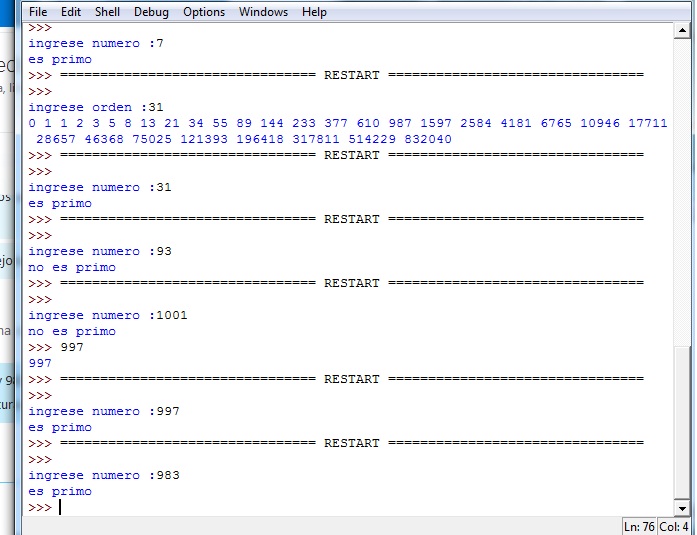 File Edit Shell Debug Options Windows Help
>>>
ingrese numero :7
es primo
>>> ================================ RESTART ================================
>>>
ingrese orden :31
0 1 1 2 3 5 8 13 21 34 55 89 144 233 377 610 987 1597 2584 4181 6765 10946 17711
28657 46368 75025 121393 196418 317811 514229 832040
>>> ================================ RESTART ================================
>>>
ingrese numero :31
es primo
>>> ================================ RESTART ================================
>>>
ingrese numero :93
no es primo
>>> ================================ RESTART ================================
>>>
ingrese numero :1001
no es primo
>>> 997
997
>>> ================================ RESTART ================================
>>>
ingrese numero :997
es primo
>>> ================================ RESTART ================================
>>>
ingrese numero :983
es primo
>>>
Ln: 76 Col: 4